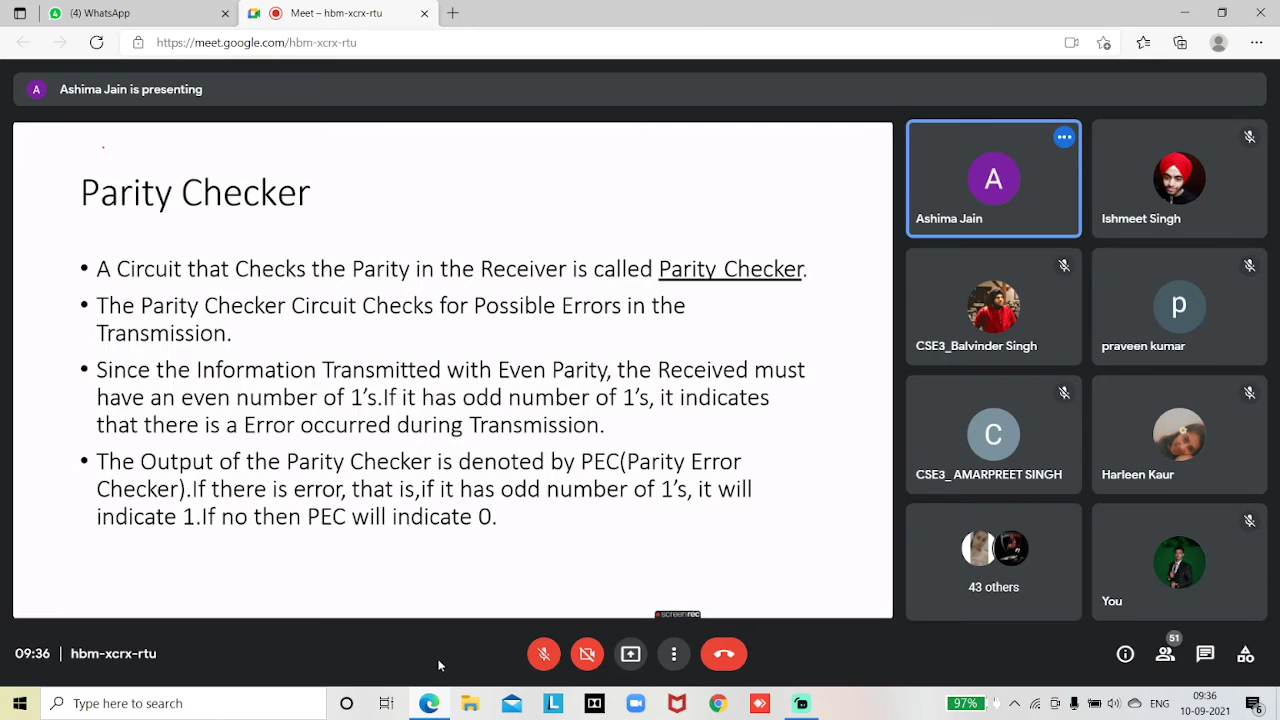 (4) WhatsApp
Meet – hbm-xcrx-rtu
https://meet.google.com/hbm-xcrx-rtu
A
Ashima Jain is presenting
Parity Checker
• A Circuit that Checks the Parity in the Receiver is called Parity Checker.
• The Parity Checker Circuit Checks for Possible Errors in the
Transmission.
• Since the Information Transmitted with Even Parity, the Received must
have an even number of 1’s.If it has odd number of 1’s, it indicates
that there is a Error occurred during Transmission.
• The Output of the Parity Checker is denoted by PEC(Parity Error
Checker).If there is error, that is,if it has odd number of 1’s, it will
indicate 1.If no then PEC will indicate 0.
screenrec
A
Ashima Jain
Ishmeet Singh
CSE3_Balvinder Singh
p
praveen kumar
C
CSE3_ AMARPREET SINGH
Harleen Kaur
43 others
You
09:36 | hbm-xcrx-rtu
51
Type here to search
L
97%
ENG
09:36
10-09-2021
6